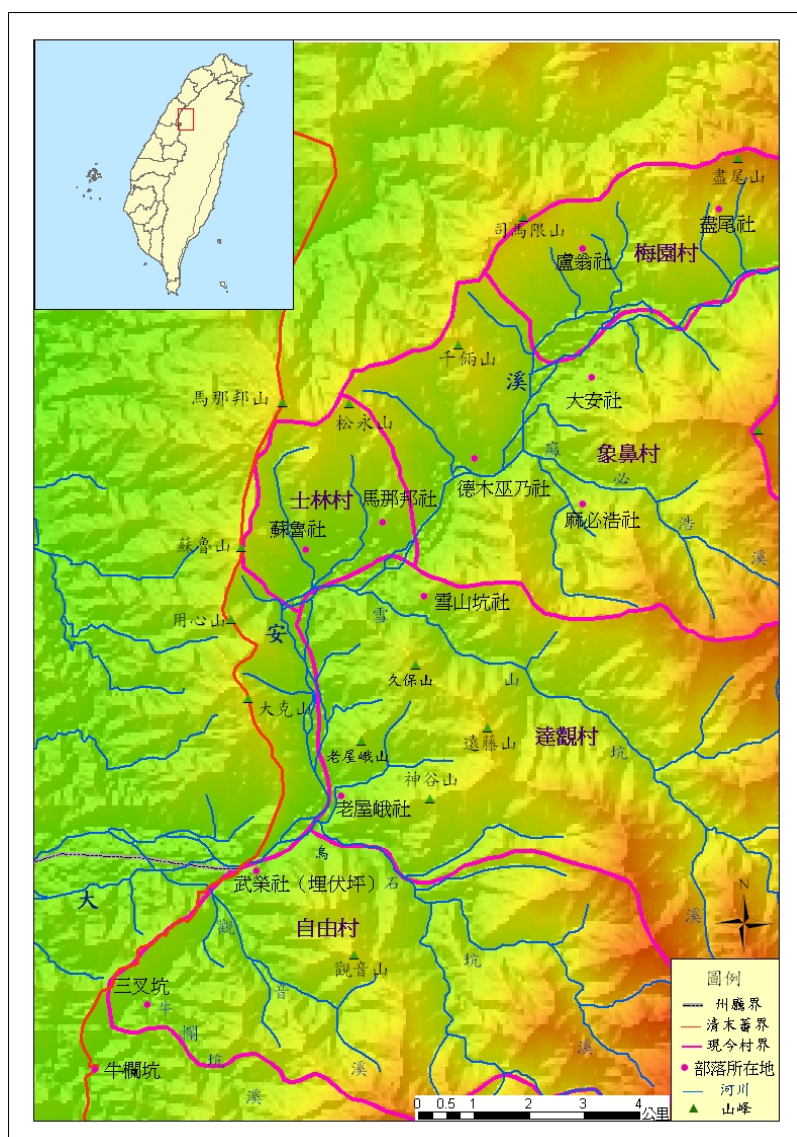 盡尾山
司馬限山
盡尾社
盧翁社
梅園村
千倆山
溪
大安社
馬那邦山
松永山
象鼻村
麻
必
浩
溪
德木巫乃社
士林村
馬那邦社
麻必浩社
蘇魯社
蘇魯山
雪山坑社
用心山
安
雪
山
坑
溪
久保山
大克山
達觀村
遠藤山
老屋峨山
神谷山
老屋峨社
烏
石
坑
溪
武榮社（埋伏坪）
大
觀
音
溪
自由村
觀音山
三叉坑
牛
欄
坑
溪
牛欄坑
N
圖例
州廳界
清末蕃界
現今村界
部落所在地
河川
山峰
0 0.5 1 2 3 4
公里